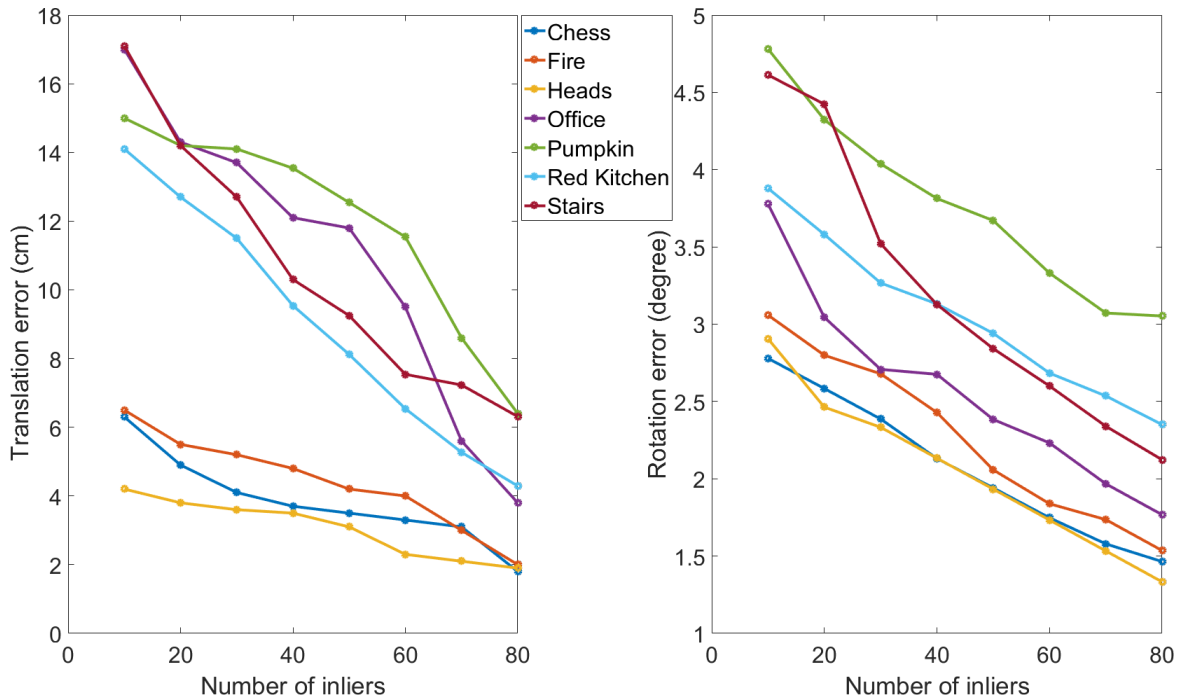 18
16
14
12
10
8
6
4
2
0
Translation error (cm)
0 20 40 60 80
Number of inliers
Chess
Fire
Heads
Office
Pumpkin
Red Kitchen
Stairs
5
4.5
4
3.5
3
2.5
2
1.5
1
Rotation error (degree)
0 20 40 60 80
Number of inliers